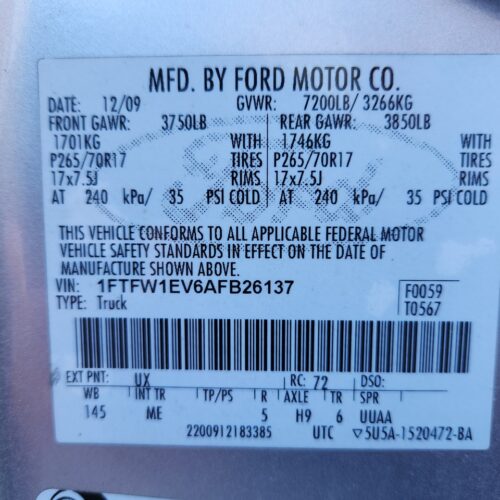 MFD. BY FORD MOTOR CO.
DATE: 12/09 GVWR: 7200LB/ 3266KG
FRONT GAWR: 3750LB REAR GAWR: 3850LB
1701KG WITH 1746KG WITH
P265/70R17 TIRES P265/70R17 TIRES
17x7.5J RIMS 17x7.5J RIMS
AT 240 kPa/ 35 PSI COLD AT 240 kPa/ 35 PSI COLD
THIS VEHICLE CONFORMS TO ALL APPLICABLE FEDERAL MOTOR
VEHICLE SAFETY STANDARDS IN EFFECT ON THE DATE OF
MANUFACTURE SHOWN ABOVE.
VIN: 1FTFW1EV6AFB26137 F0059
TYPE: Truck T0567
EXT PNT: UX RC: 72 DSO:
WB INT TR TP/PS R AXLE TR SPR
145 ME 5 H9 6 UUAA
2200912183385 UTC ▽5U5A-1520472-BA